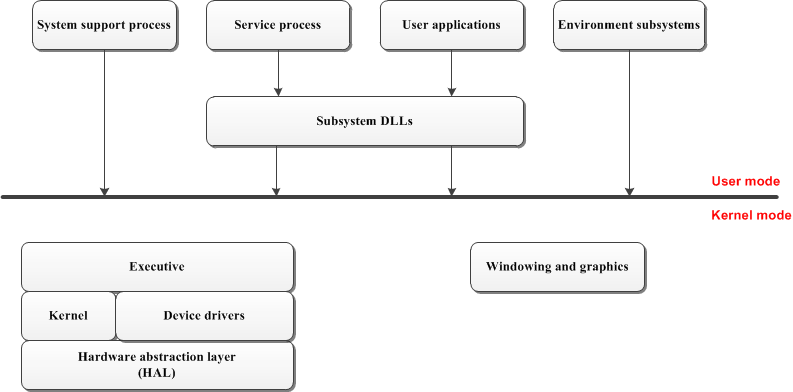 System support process
Service process
User applications
Environment subsystems
Subsystem DLLs
User mode
Kernel mode
Executive
Windowing and graphics
Kernel
Device drivers
Hardware abstraction layer
(HAL)